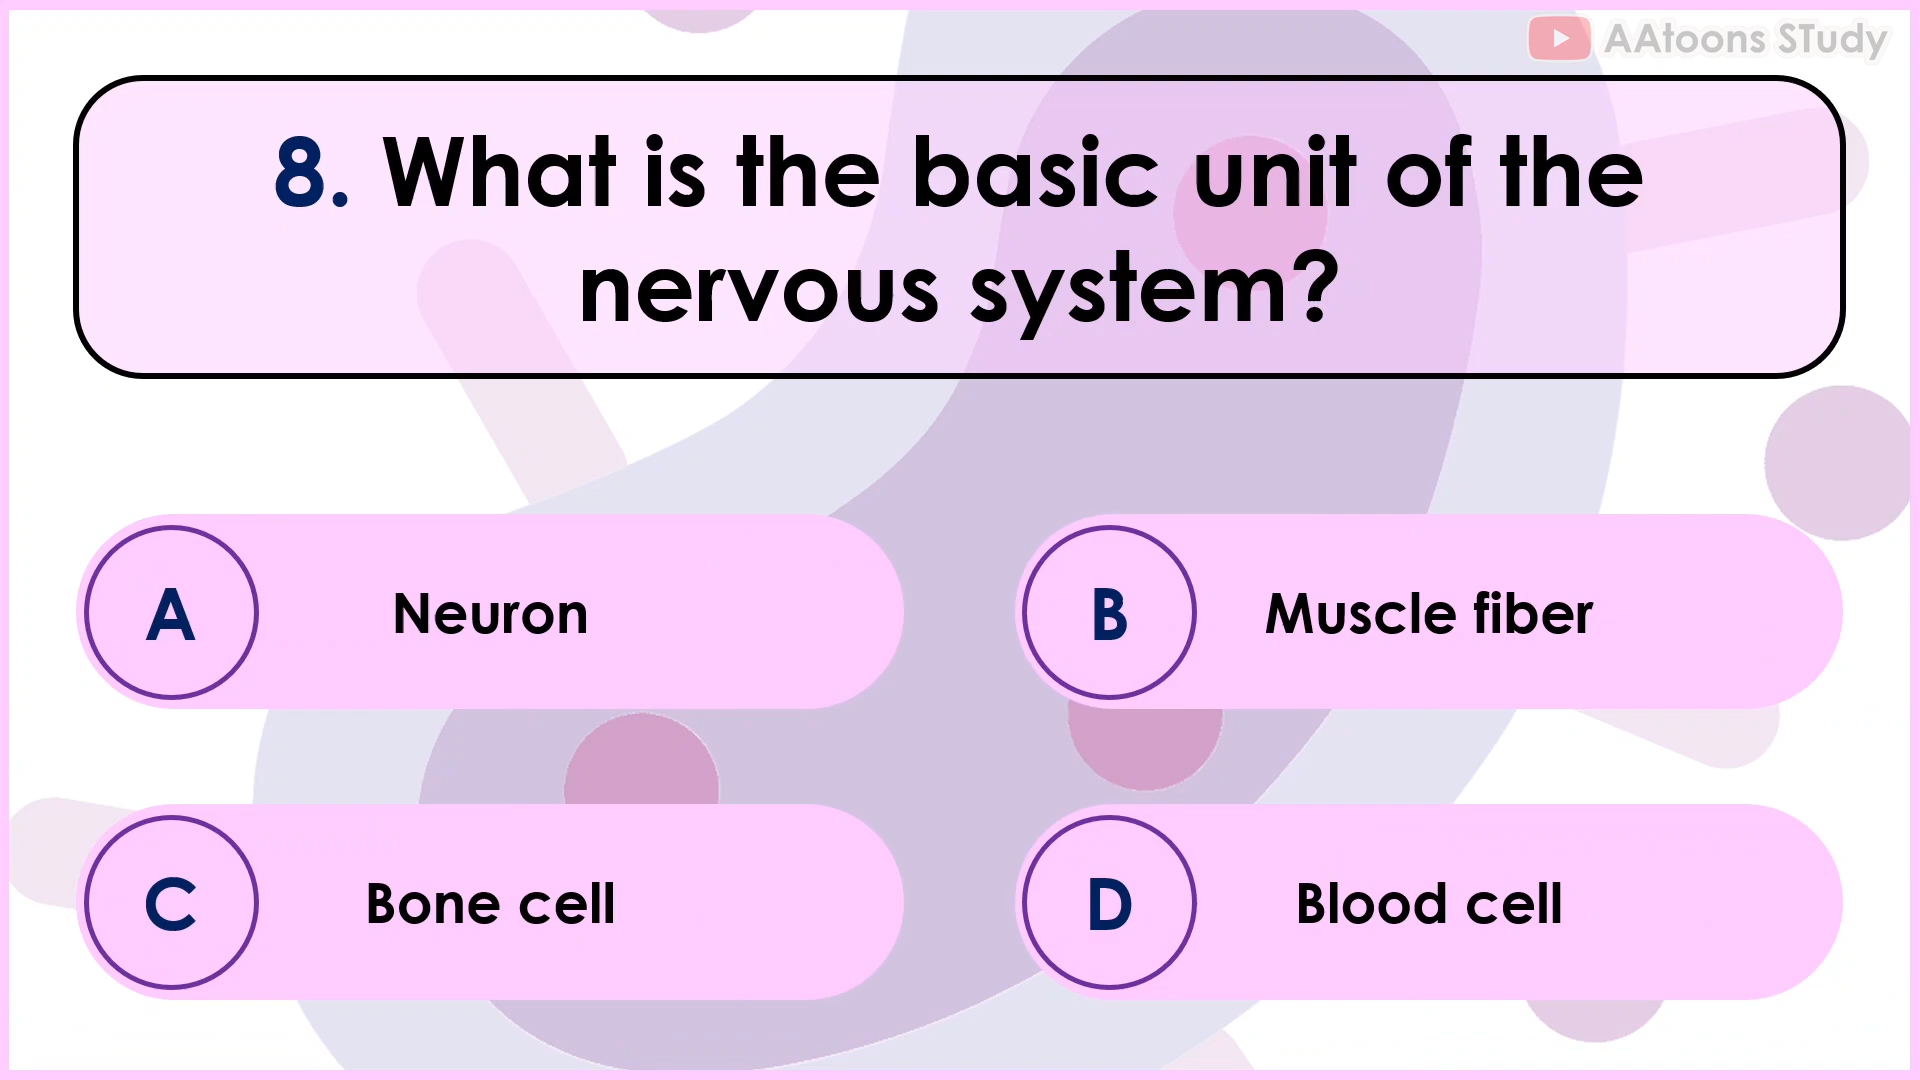 AAtoons STudy
8. What is the basic unit of the
nervous system?
A Neuron
B Muscle fiber
C Bone cell
D Blood cell